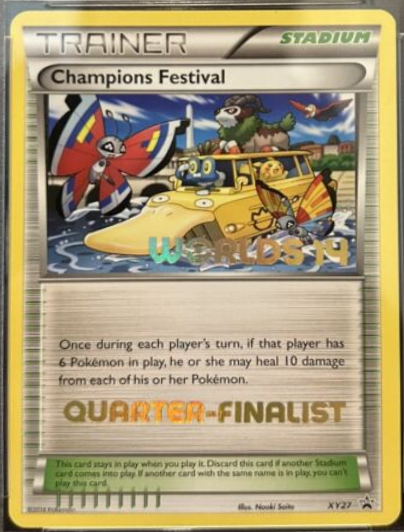 TRAINER
STADIUM
Champions Festival
WORLDS 14
Once during each player's turn, if that player has
6 Pokémon in play, he or she may heal 10 damage
from each of his or her Pokémon.
QUARTER-FINALIST
This card stays in play when you play it. Discard this card if another Stadium
card comes into play. If another card with the same name is in play, you can't
play this card.
©2014 Pokémon
Illus. Naoki Saito
XY27